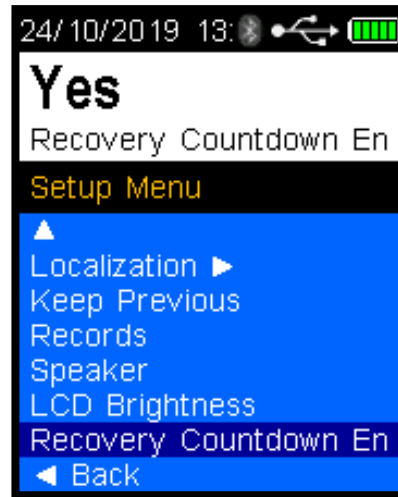 24/10/2019 13:
Yes
Recovery Countdown En
Setup Menu
Localization
Keep Previous
Records
Speaker
LCD Brightness
Recovery Countdown En
Back